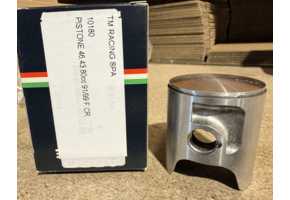 TM RACING SPA
10180
PISTONE 46.43 80cc 91/99 F. CR.